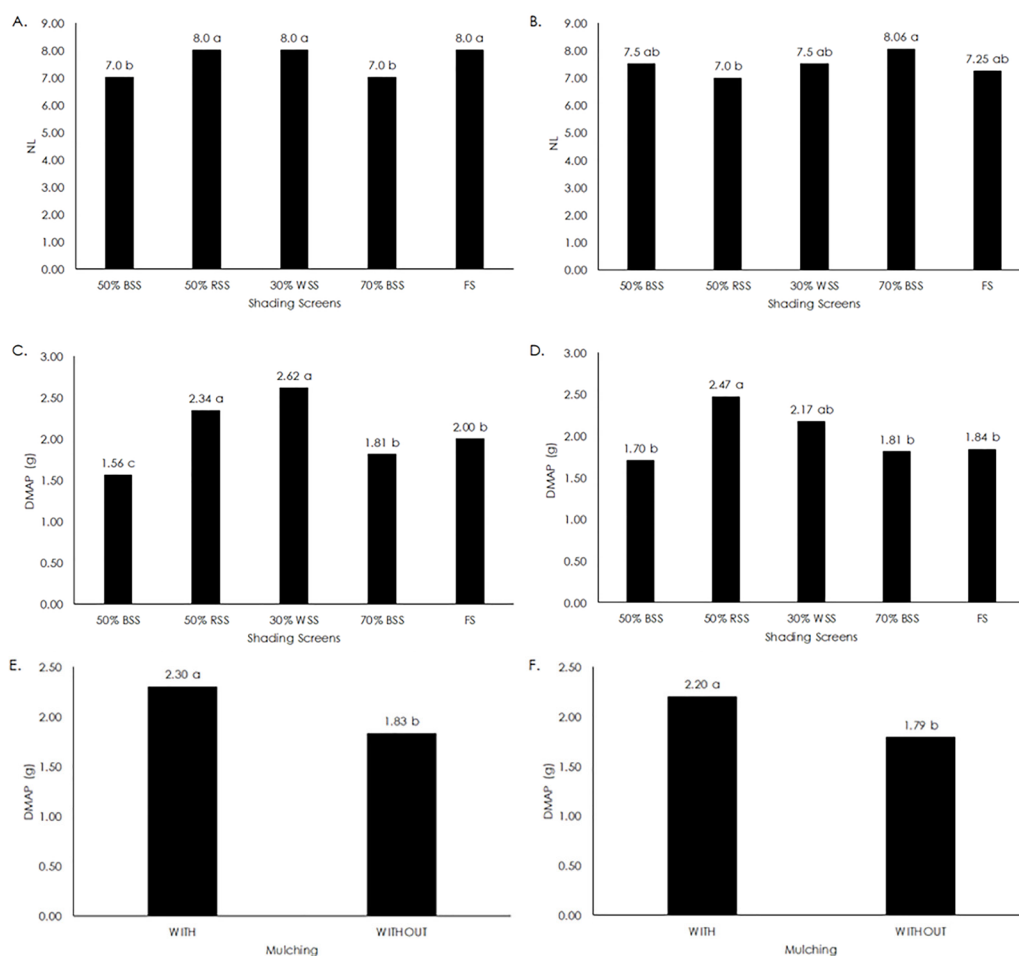 A.
9.00
8.00
7.00
6.00
5.00
4.00
3.00
2.00
1.00
0.00
NL
7.0 b
8.0 a
8.0 a
7.0 b
8.0 a
50% BSS 50% RSS 30% WSS 70% BSS FS
Shading Screens
B.
9.00
8.00
7.00
6.00
5.00
4.00
3.00
2.00
1.00
0.00
NL
7.5 ab
7.0 b
7.5 ab
8.06 a
7.25 ab
50% BSS 50% RSS 30% WSS 70% BSS FS
Shading Screens
C.
3.00
2.50
2.00
1.50
1.00
0.50
0.00
DMAP (g)
1.56 c
2.34 a
2.62 a
1.81 b
2.00 b
50% BSS 50% RSS 30% WSS 70% BSS FS
Shading Screens
D.
3.00
2.50
2.00
1.50
1.00
0.50
0.00
DMAP (g)
1.70 b
2.47 a
2.17 ab
1.81 b
1.84 b
50% BSS 50% RSS 30% WSS 70% BSS FS
Shading Screens
E.
2.50
2.00
1.50
1.00
0.50
0.00
DMAP (g)
2.30 a
1.83 b
WITH WITHOUT
Mulching
F.
2.50
2.00
1.50
1.00
0.50
0.00
DMAP (g)
2.20 a
1.79 b
WITH WITHOUT
Mulching